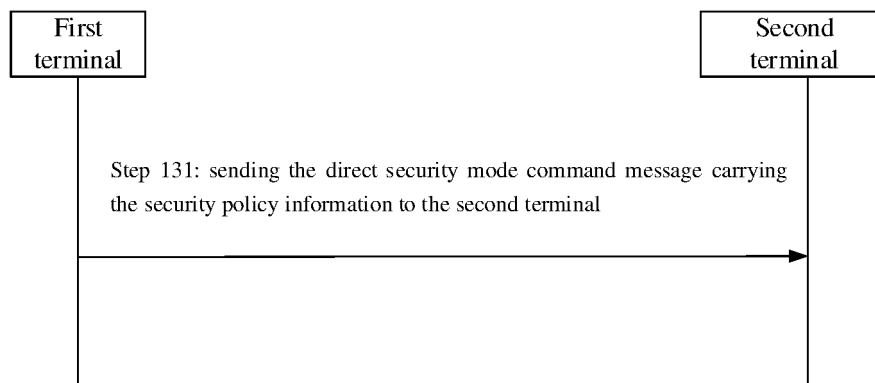 First
terminal
Second
terminal
Step 131: sending the direct security mode command message carrying
the security policy information to the second terminal